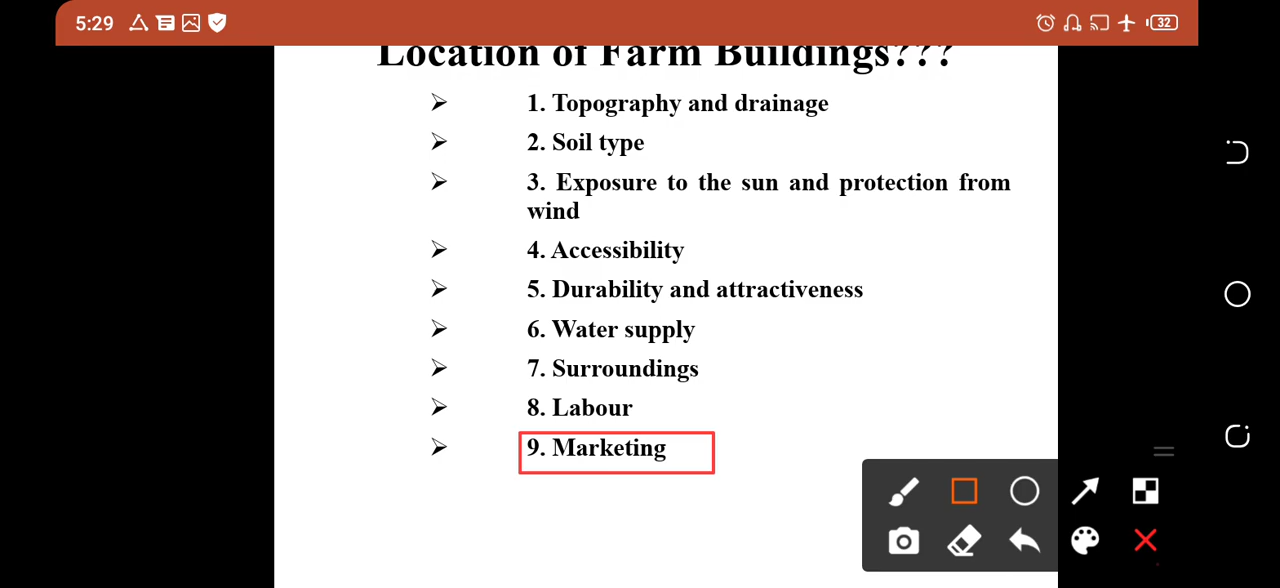 5:29
32
Location of Farm Buildings???
➢ 1. Topography and drainage
➢ 2. Soil type
➢ 3. Exposure to the sun and protection from
wind
➢ 4. Accessibility
➢ 5. Durability and attractiveness
➢ 6. Water supply
➢ 7. Surroundings
➢ 8. Labour
➢ 9. Marketing